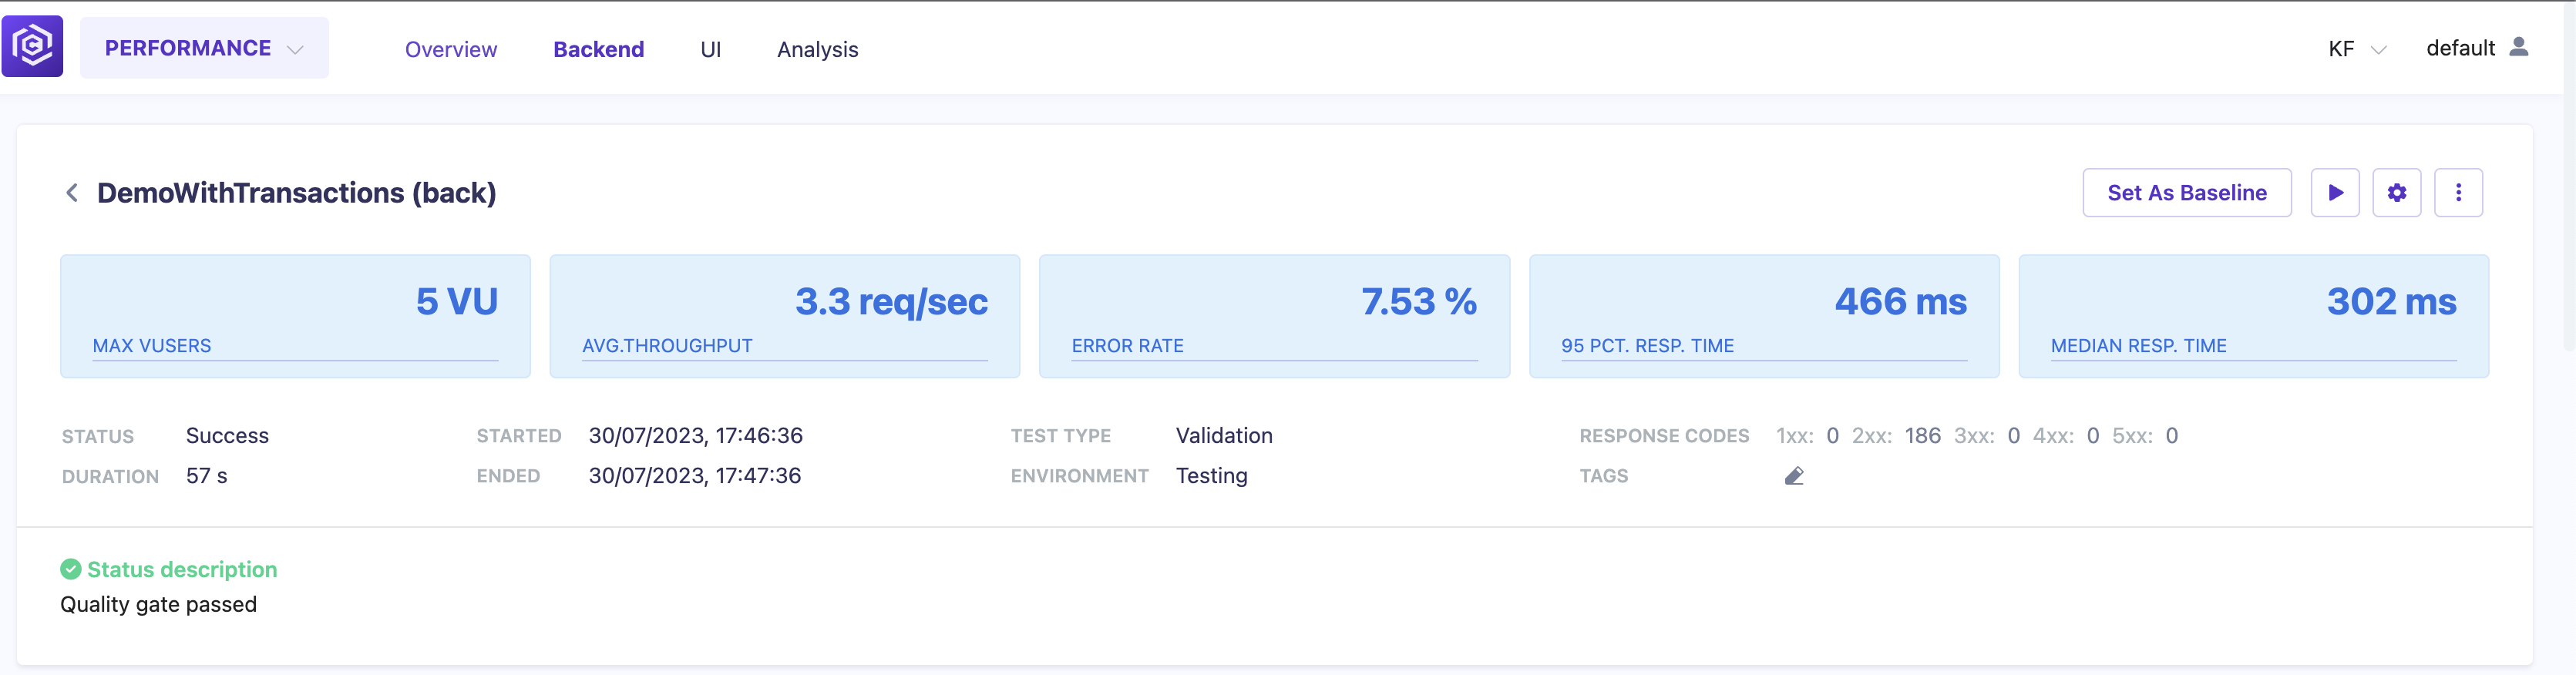 PERFORMANCE Overview Backend UI Analysis KF default
DemoWithTransactions (back) Set As Baseline
5 VU 3.3 req/sec 7.53 % 466 ms 302 ms
MAX VUSERS AVG.THROUGHPUT ERROR RATE 95 PCT. RESP. TIME MEDIAN RESP. TIME
STATUS Success STARTED 30/07/2023, 17:46:36 TEST TYPE Validation RESPONSE CODES 1xx: 0 2xx: 186 3xx: 0 4xx: 0 5xx: 0
DURATION 57 s ENDED 30/07/2023, 17:47:36 ENVIRONMENT Testing TAGS
Status description
Quality gate passed